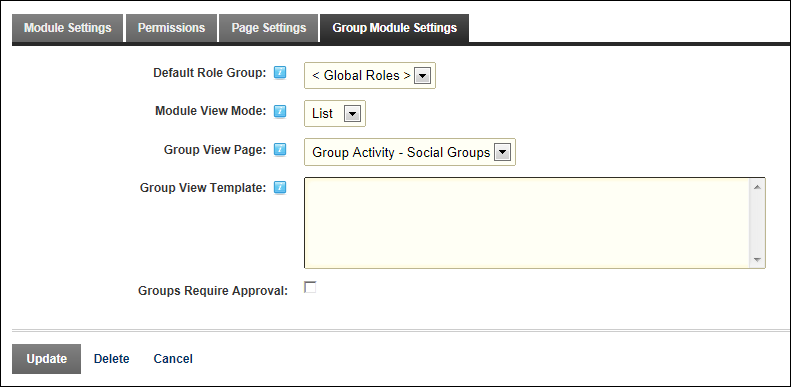 Module Settings Permissions Page Settings Group Module Settings
Default Role Group: < Global Roles >
Module View Mode: List
Group View Page: Group Activity - Social Groups
Group View Template:
Groups Require Approval:
Update Delete Cancel